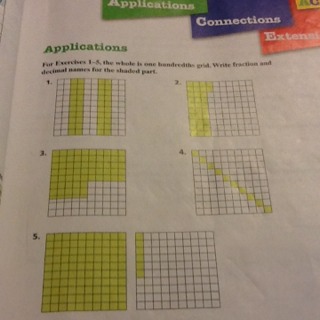 Applications
Connections
Extensi
Applications
For Exercises 1–5, the whole is one hundredths grid. Write fraction and
decimal names for the shaded part.
1.
2.
3.
4.
5.